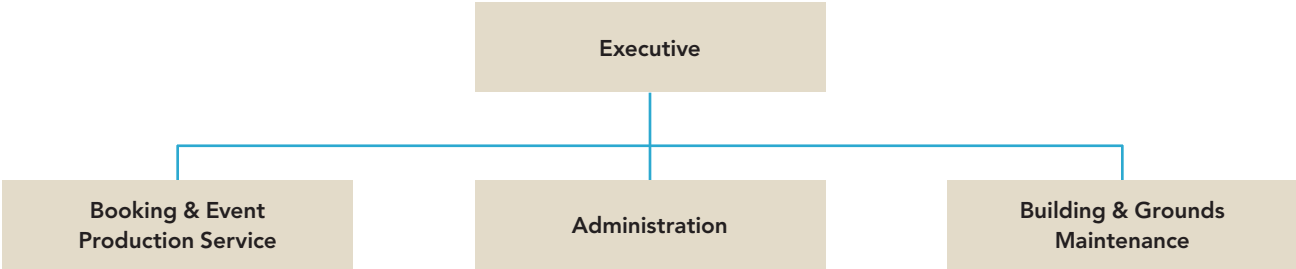 Executive
Booking & Event
Production Service
Administration
Building & Grounds
Maintenance